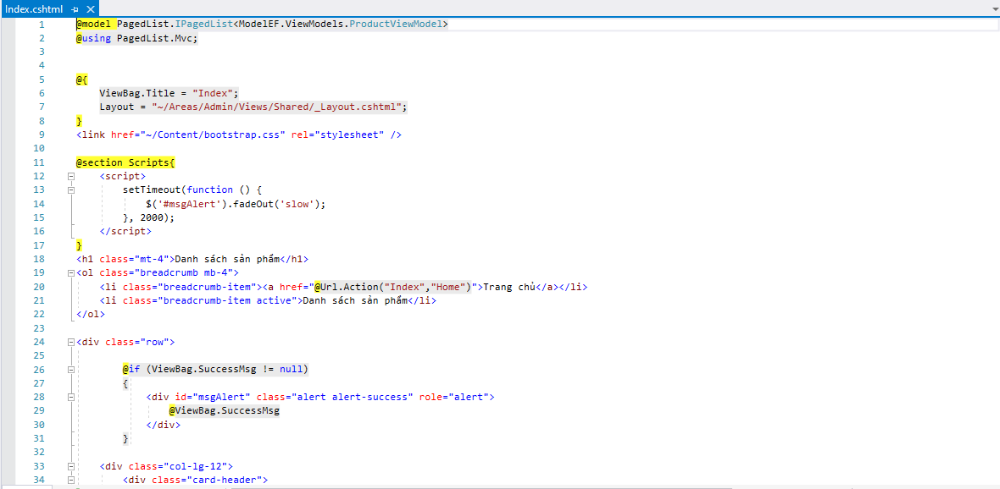 Index.cshtml
1 @model PagedList.IPagedList<ModelEF.ViewModels.ProductViewModel>
2 @using PagedList.Mvc;
3
4
5 @{
6 ViewBag.Title = "Index";
7 Layout = "~/Areas/Admin/Views/Shared/_Layout.cshtml";
8 }
9 <link href="~/Content/bootstrap.css" rel="stylesheet" />
10
11 @section Scripts{
12 <script>
13 setTimeout(function () {
14 $('#msgAlert').fadeOut('slow');
15 }, 2000);
16 </script>
17 }
18 <h1 class="mt-4">Danh sách sản phẩm</h1>
19 <ol class="breadcrumb mb-4">
20 <li class="breadcrumb-item"><a href="@Url.Action("Index","Home")">Trang chủ</a></li>
21 <li class="breadcrumb-item active">Danh sách sản phẩm</li>
22 </ol>
23
24 <div class="row">
25
26 @if (ViewBag.SuccessMsg != null)
27 {
28 <div id="msgAlert" class="alert alert-success" role="alert">
29 @ViewBag.SuccessMsg
30 </div>
31 }
32
33 <div class="col-lg-12">
34 <div class="card-header">